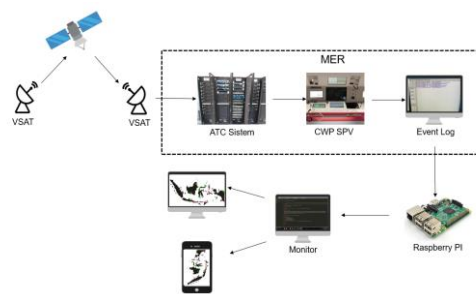 MER
VSAT
VSAT
ATC Sistem
CWP SPV
Event Log
Monitor
Raspberry PI